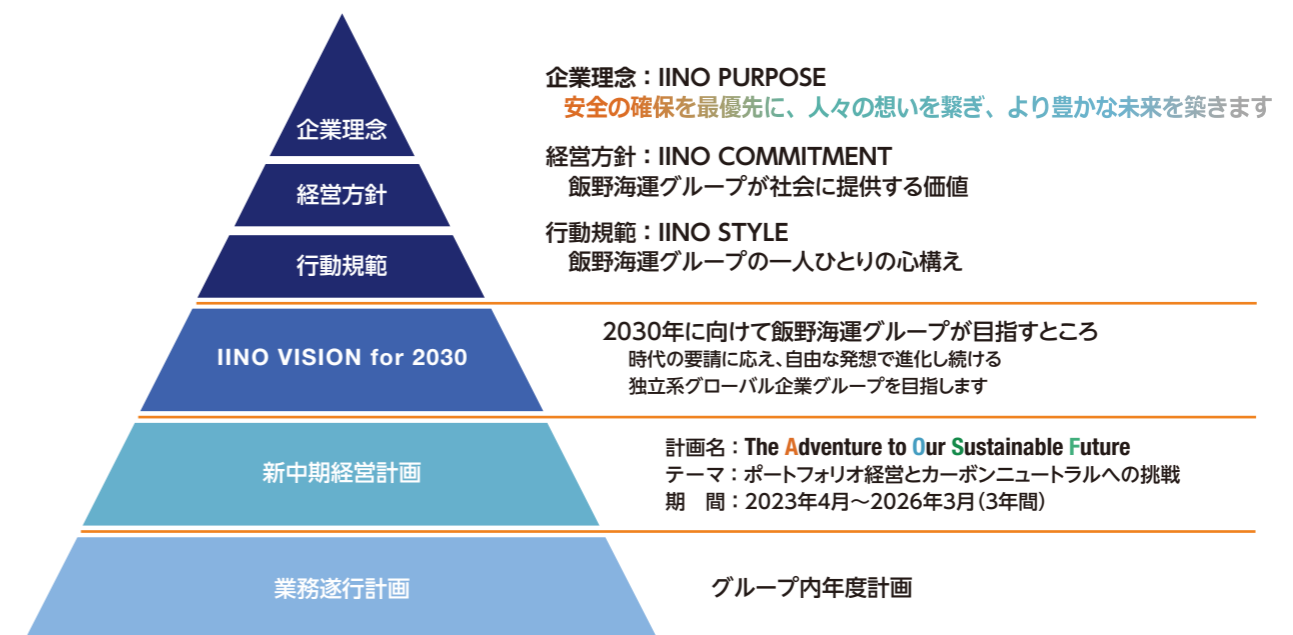 企業理念
経営方針
行動規範
IINO VISION for 2030
新中期経営計画
業務遂行計画
企業理念：IINO PURPOSE
安全の確保を最優先に、人々の想いを繋ぎ、より豊かな未来を築きます
経営方針：IINO COMMITMENT
飯野海運グループが社会に提供する価値
行動規範：IINO STYLE
飯野海運グループの一人ひとりの心構え
2030年に向けて飯野海運グループが目指すところ
時代の要請に応え、自由な発想で進化し続ける
独立系グローバル企業グループを目指します
計画名：The Adventure to Our Sustainable Future
テーマ：ポートフォリオ経営とカーボンニュートラルへの挑戦
期　間：2023年4月～2026年3月（3年間）
グループ内年度計画